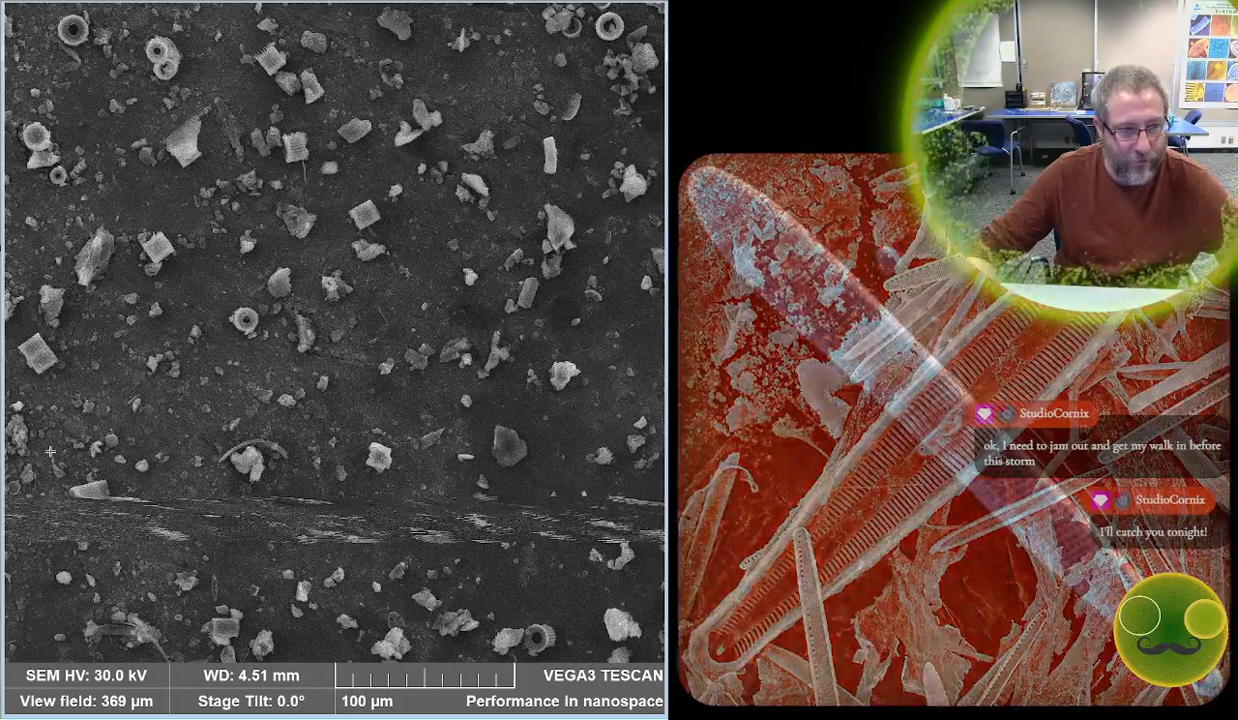 SEM HV: 30.0 kV
WD: 4.51 mm
VEGA3 TESCAN
View field: 369 µm
Stage Tilt: 0.0°
100 µm
Performance in nanospace
StudioCornix
ok, I need to jam out and get my walk in before
this storm
StudioCornix
I'll catch you tonight!